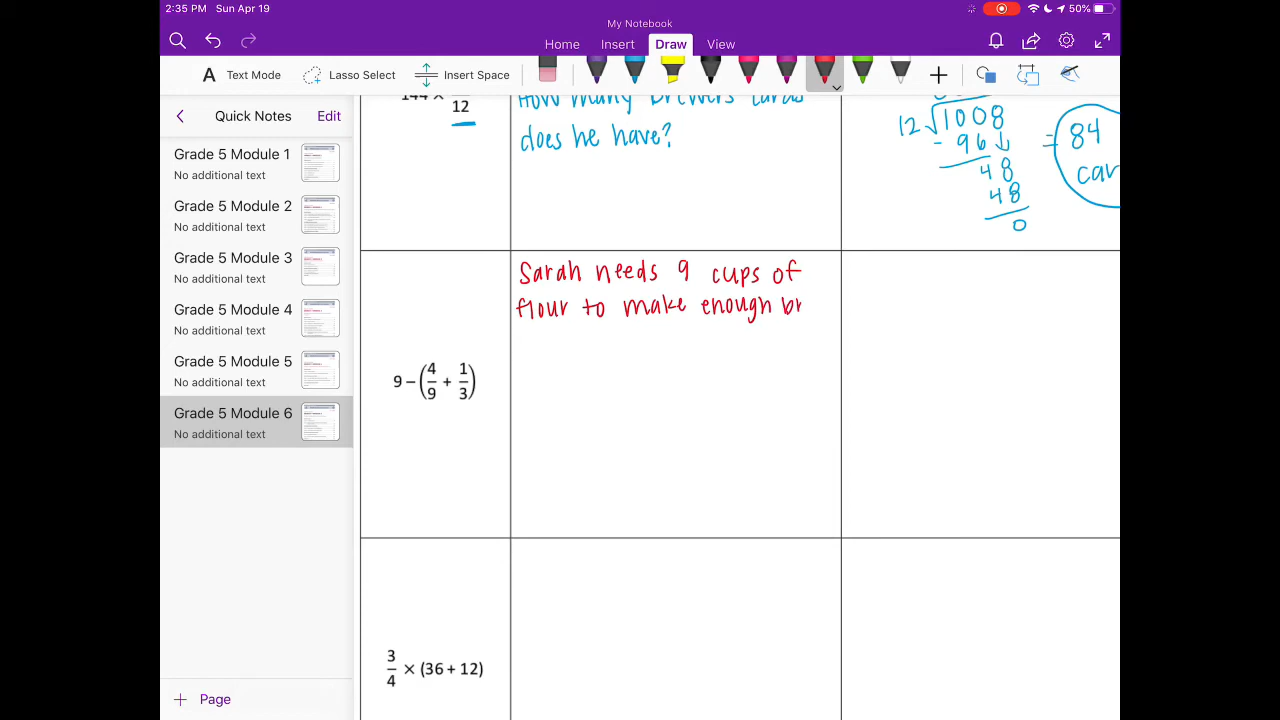 2:35 PM Sun Apr 19
50%
My Notebook
Home Insert Draw View
Text Mode Lasso Select Insert Space
Quick Notes Edit
Grade 5 Module 1
No additional text
Grade 5 Module 2
No additional text
Grade 5 Module 3
No additional text
Grade 5 Module 4
No additional text
Grade 5 Module 5
No additional text
Grade 5 Module 6
No additional text
+ Page
144 ×
12
How many Brewers cards
does he have?
12 1008
- 96
48
48
0
= 84
car
Sarah needs 9 cups of
flour to make enough br
9 – (4/9 + 1/3)
3/4 × (36 + 12)